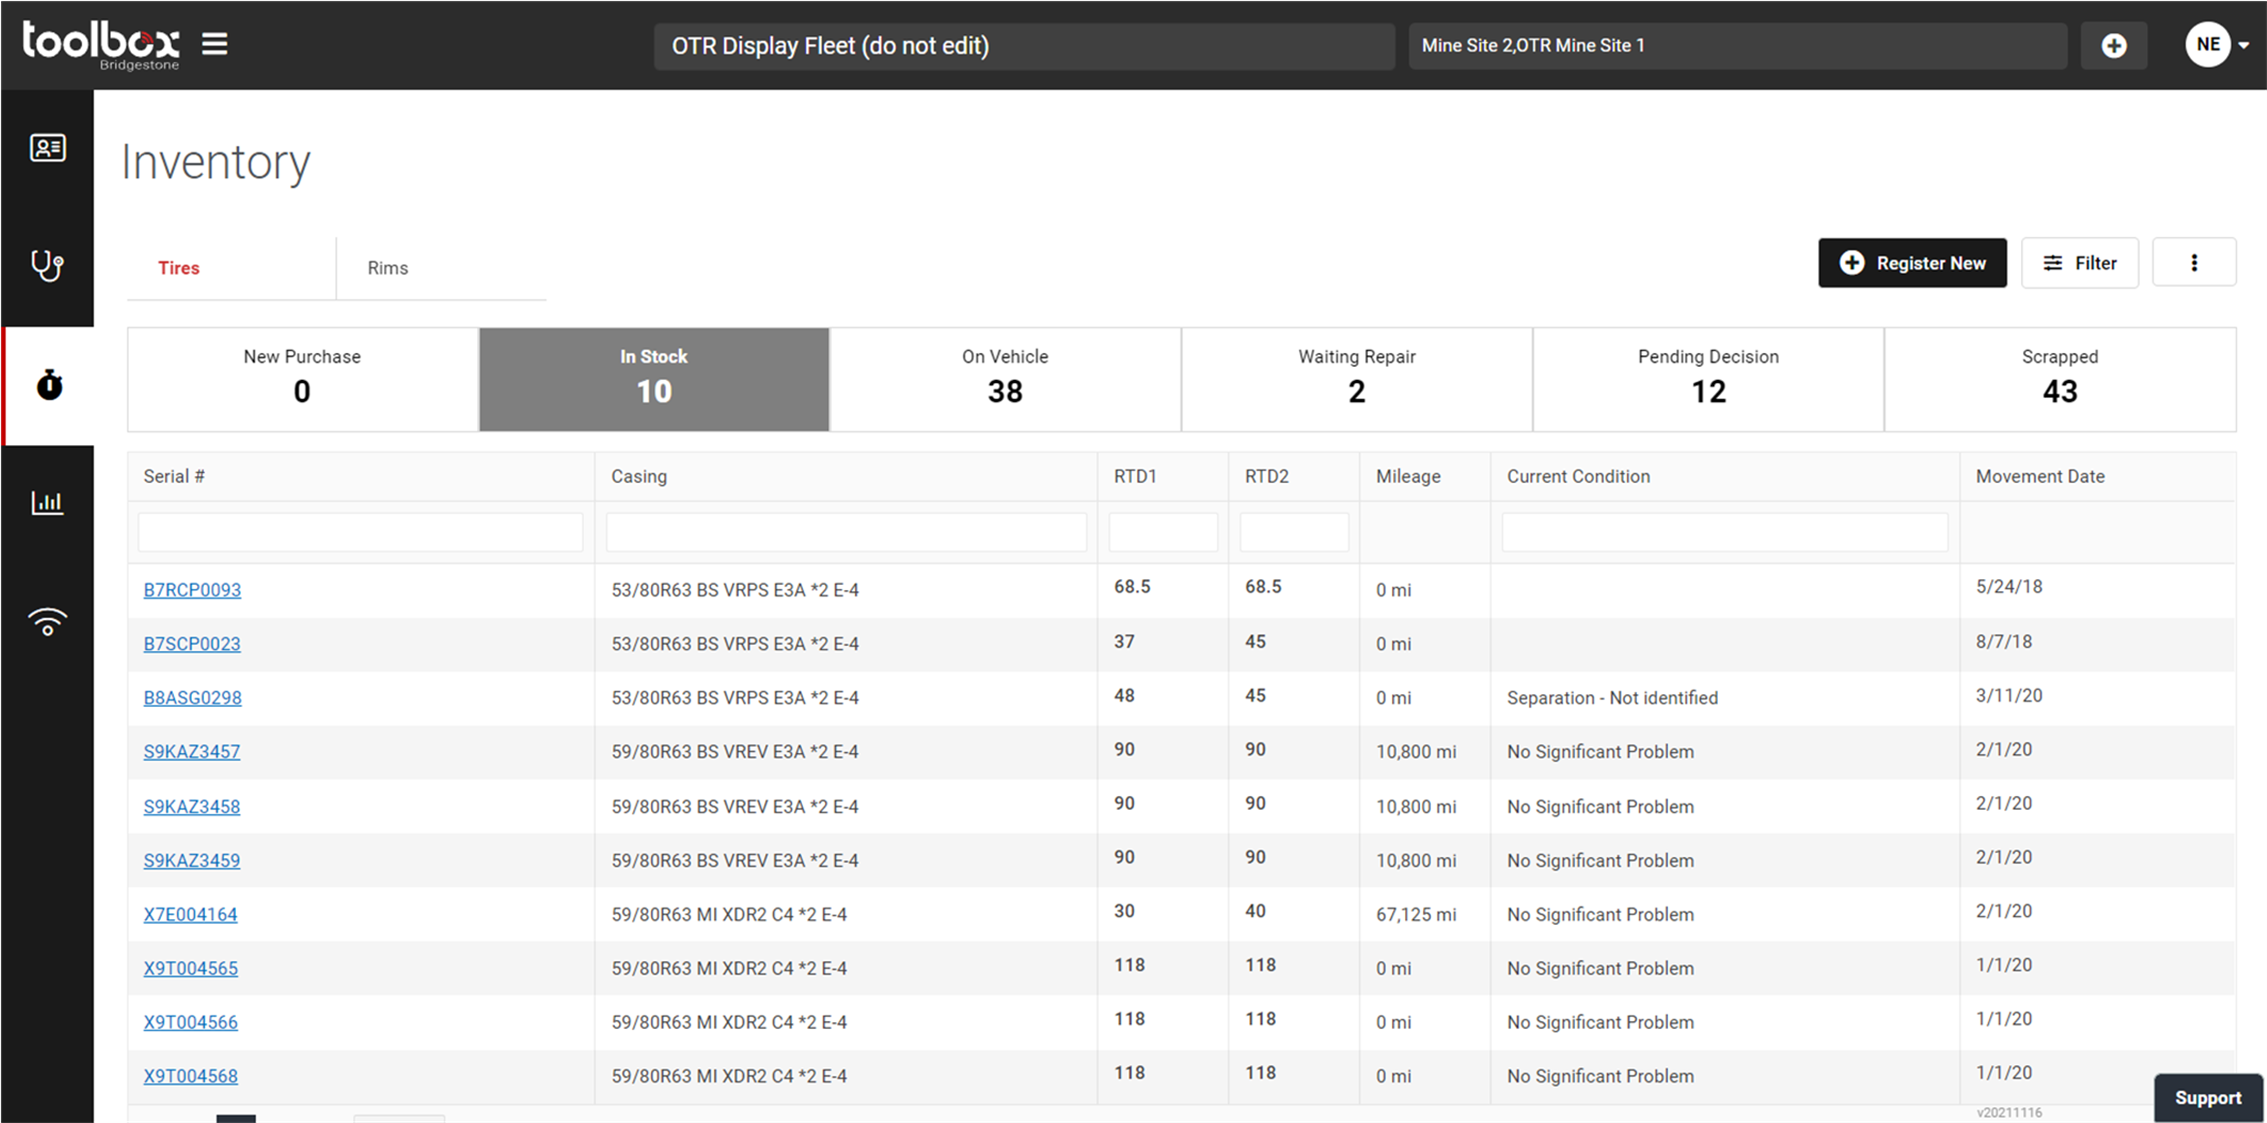 toolbox
Bridgestone
OTR Display Fleet (do not edit)
Mine Site 2,OTR Mine Site 1
NE
Inventory
Tires
Rims
Register New
Filter
New Purchase
0
In Stock
10
On Vehicle
38
Waiting Repair
2
Pending Decision
12
Scrapped
43
Serial # Casing RTD1 RTD2 Mileage Current Condition Movement Date
B7RCP0093 53/80R63 BS VRPS E3A *2 E-4 68.5 68.5 0 mi 5/24/18
B7SCP0023 53/80R63 BS VRPS E3A *2 E-4 37 45 0 mi 8/7/18
B8ASG0298 53/80R63 BS VRPS E3A *2 E-4 48 45 0 mi Separation - Not identified 3/11/20
S9KAZ3457 59/80R63 BS VREV E3A *2 E-4 90 90 10,800 mi No Significant Problem 2/1/20
S9KAZ3458 59/80R63 BS VREV E3A *2 E-4 90 90 10,800 mi No Significant Problem 2/1/20
S9KAZ3459 59/80R63 BS VREV E3A *2 E-4 90 90 10,800 mi No Significant Problem 2/1/20
X7E004164 59/80R63 MI XDR2 C4 *2 E-4 30 40 67,125 mi No Significant Problem 2/1/20
X9T004565 59/80R63 MI XDR2 C4 *2 E-4 118 118 0 mi No Significant Problem 1/1/20
X9T004566 59/80R63 MI XDR2 C4 *2 E-4 118 118 0 mi No Significant Problem 1/1/20
X9T004568 59/80R63 MI XDR2 C4 *2 E-4 118 118 0 mi No Significant Problem 1/1/20
Support
v20211116